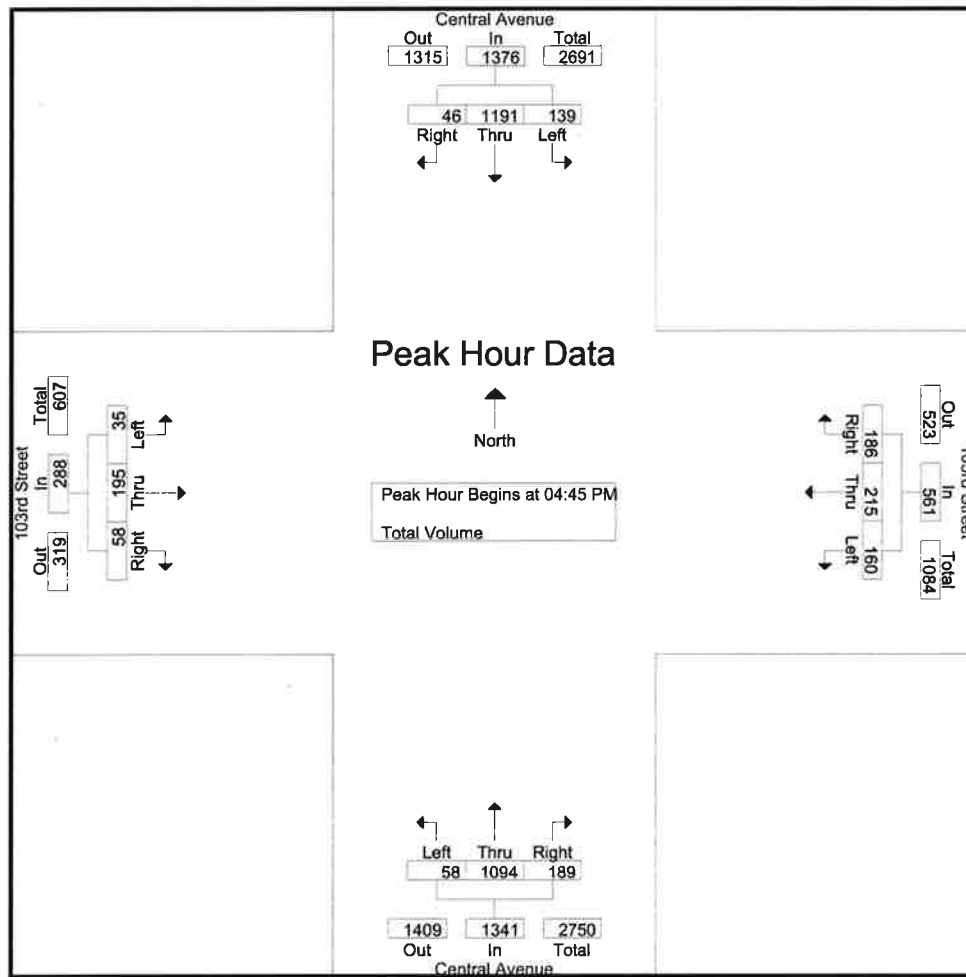 Central Avenue
Out In Total
1315 1376 2691
46 1191 139
Right Thru Left
Peak Hour Data
North
Peak Hour Begins at 04:45 PM
Total Volume
103rd Street
Out In Total
319 288 607
Right Thru Left
58 195 35
Out In Total
523 561 1084
186 215 160
Right Thru Left
Left Thru Right
58 1094 189
1409 1341 2750
Out In Total
Central Avenue